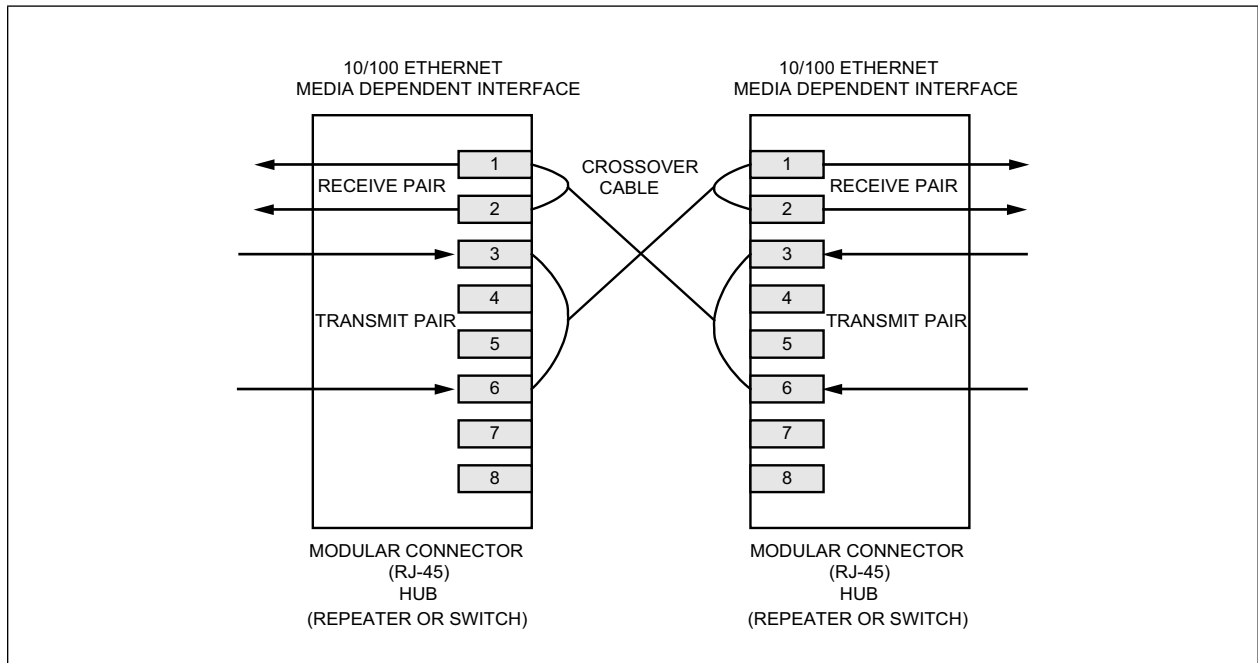 10/100 ETHERNET
MEDIA DEPENDENT INTERFACE
10/100 ETHERNET
MEDIA DEPENDENT INTERFACE
1
RECEIVE PAIR
2
3
4
TRANSMIT PAIR
5
6
7
8
CROSSOVER
CABLE
1
RECEIVE PAIR
2
3
4
TRANSMIT PAIR
5
6
7
8
MODULAR CONNECTOR
(RJ-45)
HUB
(REPEATER OR SWITCH)
MODULAR CONNECTOR
(RJ-45)
HUB
(REPEATER OR SWITCH)